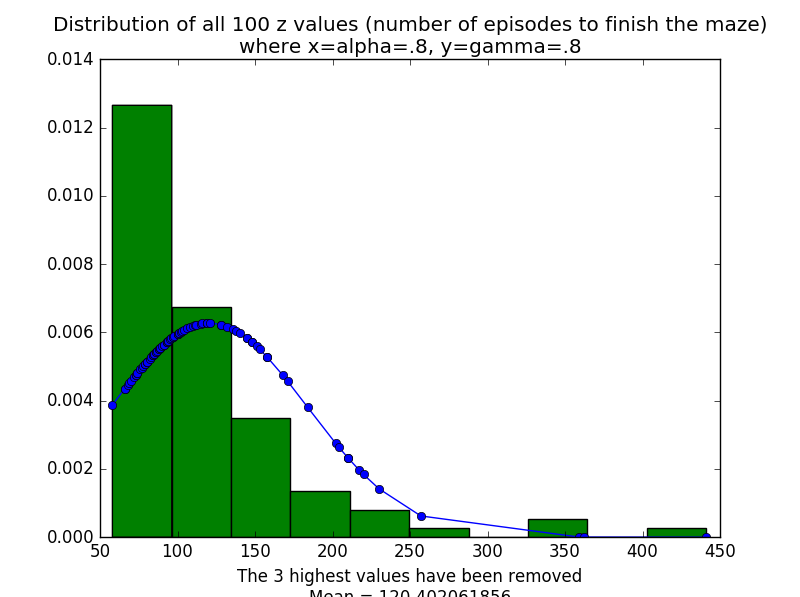 Distribution of all 100 z values (number of episodes to finish the maze)
where x=alpha=.8, y=gamma=.8
0.014
0.012
0.010
0.008
0.006
0.004
0.002
0.000
50 100 150 200 250 300 350 400 450
The 3 highest values have been removed
Mean = 120.402061856